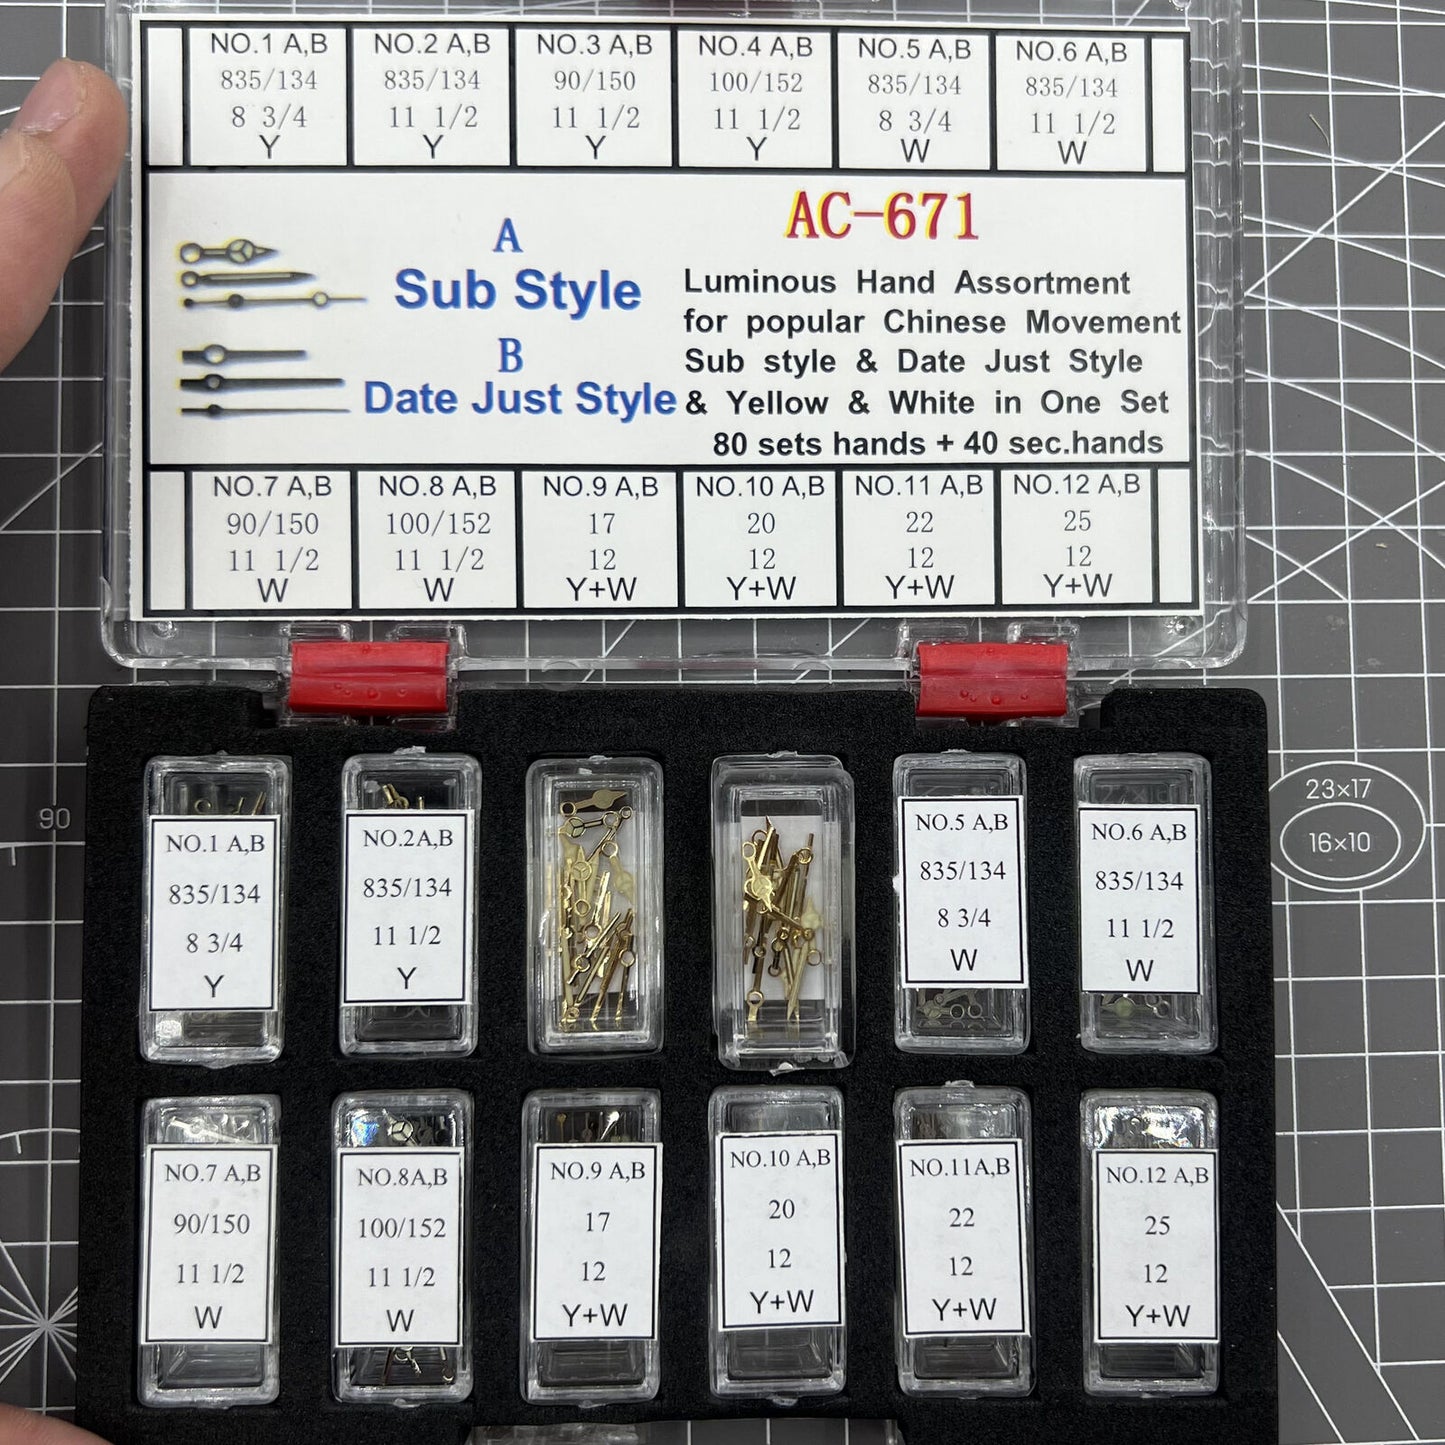 NO.1 A,B
835/134
8 3/4
Y
NO.2 A,B
835/134
11 1/2
Y
NO.3 A,B
90/150
11 1/2
Y
NO.4 A,B
100/152
11 1/2
Y
NO.5 A,B
835/134
8 3/4
W
NO.6 A,B
835/134
11 1/2
W
A
Sub Style
B
Date Just Style
AC-671
Luminous Hand Assortment
for popular Chinese Movement
Sub style & Date Just Style
& Yellow & White in One Set
80 sets hands + 40 sec.hands
NO.7 A,B
90/150
11 1/2
W
NO.8 A,B
100/152
11 1/2
W
NO.9 A,B
17
12
Y+W
NO.10 A,B
20
12
Y+W
NO.11 A,B
22
12
Y+W
NO.12 A,B
25
12
Y+W
NO.1 A,B
835/134
8 3/4
Y
NO.2A,B
835/134
11 1/2
Y
NO.5 A,B
835/134
8 3/4
W
NO.6 A,B
835/134
11 1/2
W
NO.7 A,B
90/150
11 1/2
W
NO.8A,B
100/152
11 1/2
W
NO.9 A,B
17
12
Y+W
NO.10 A,B
20
12
Y+W
NO.11A,B
22
12
Y+W
NO.12 A,B
25
12
Y+W
90
1
23×17
16×10